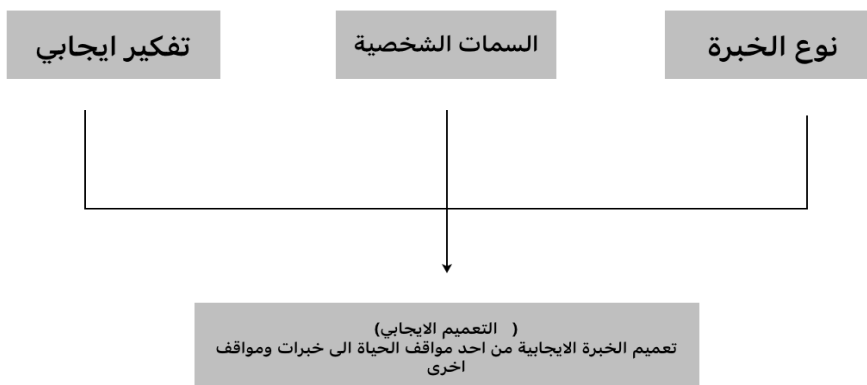 نوع الخبرة
السمات الشخصية
تفكير ايجابي
( التعميم الايجابي)
تعميم الخبرة الايجابية من احد مواقف الحياة الى خبرات ومواقف
اخرى